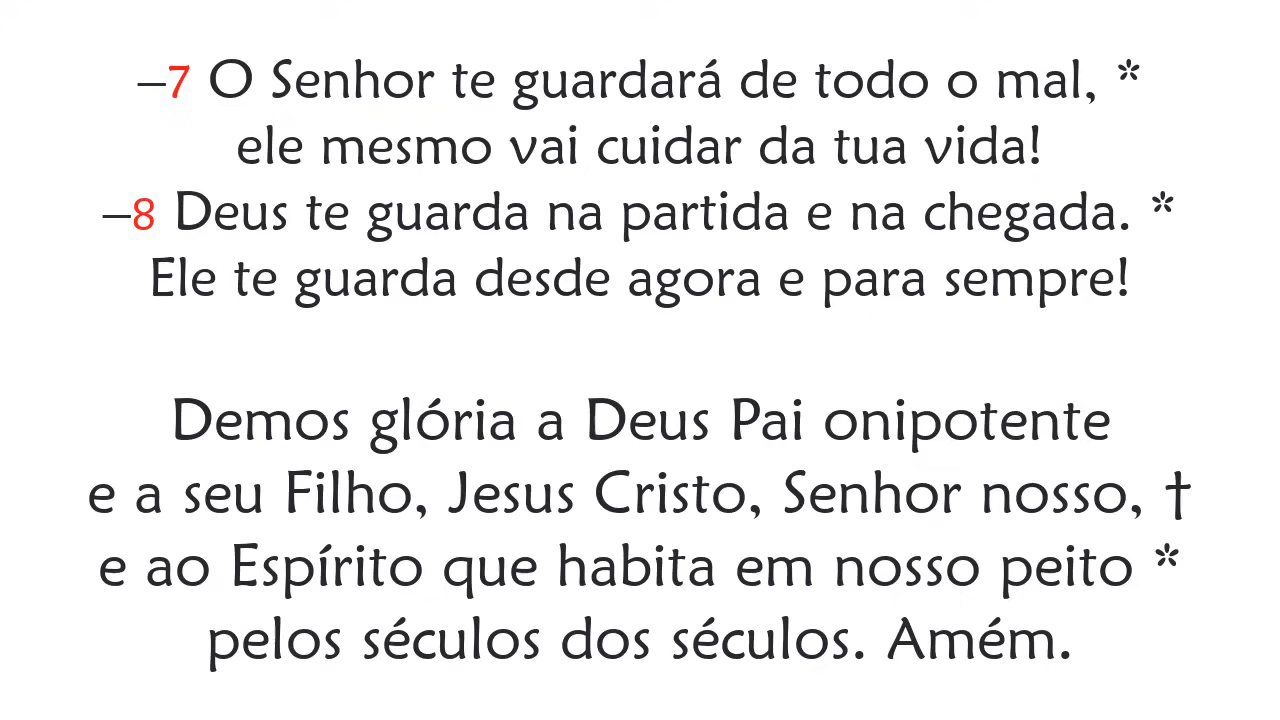 –7 O Senhor te guardará de todo o mal, *
ele mesmo vai cuidar da tua vida!
–8 Deus te guarda na partida e na chegada. *
Ele te guarda desde agora e para sempre!
Demos glória a Deus Pai onipotente
e a seu Filho, Jesus Cristo, Senhor nosso, †
e ao Espírito que habita em nosso peito *
pelos séculos dos séculos. Amém.